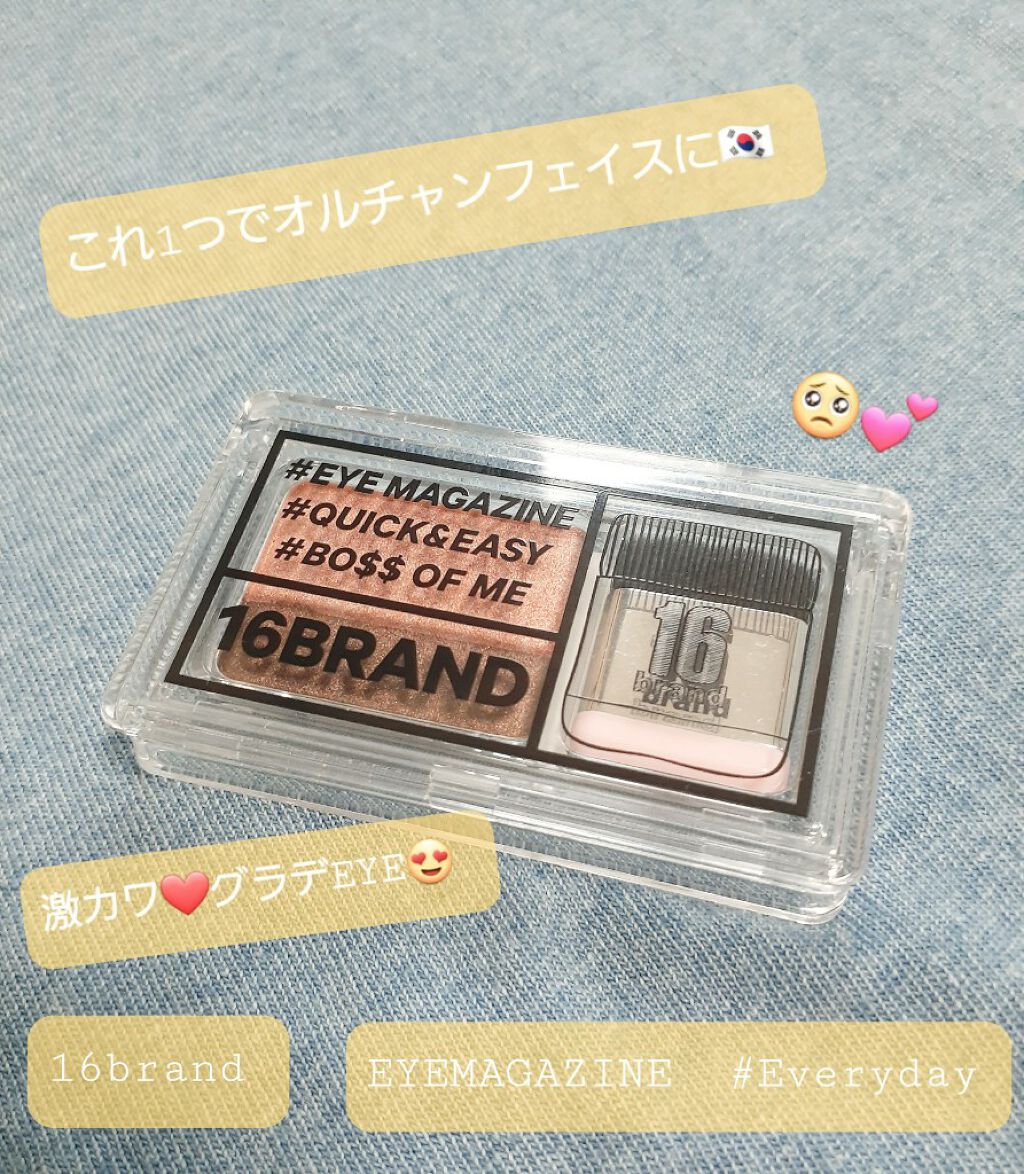 これ1つでオルチャンフェイスに🇰🇷
🥺💕
#EYE MAGAZINE
#QUICK&EASY
#BO$$ OF ME
16BRAND
16
brand
激カワ❤️グラデEYE😍
16brand
EYEMAGAZINE #Everyday